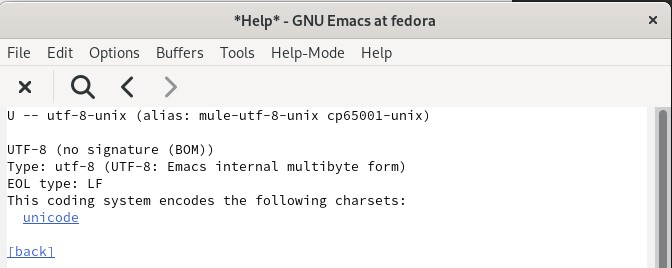 *Help* - GNU Emacs at fedora
File Edit Options Buffers Tools Help-Mode Help
U -- utf-8-unix (alias: mule-utf-8-unix cp65001-unix)
UTF-8 (no signature (BOM))
Type: utf-8 (UTF-8: Emacs internal multibyte form)
EOL type: LF
This coding system encodes the following charsets:
unicode
[back]